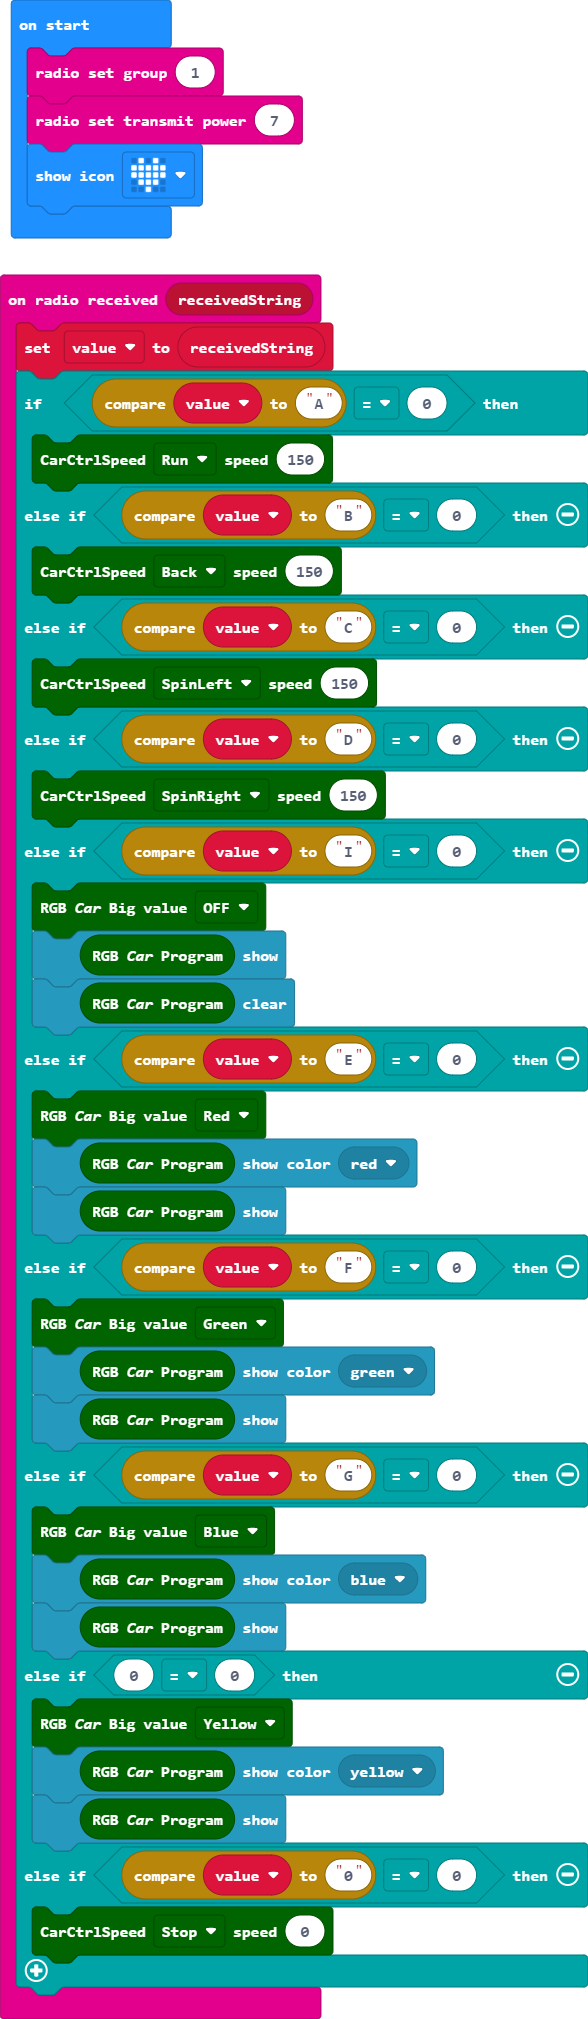 on start
radio set group 1
radio set transmit power 7
show icon
on radio received receivedString
set value to receivedString
if compare value to "A" = 0 then
CarCtrlSpeed Run speed 150
else if compare value to "B" = 0 then
CarCtrlSpeed Back speed 150
else if compare value to "C" = 0 then
CarCtrlSpeed SpinLeft speed 150
else if compare value to "D" = 0 then
CarCtrlSpeed SpinRight speed 150
else if compare value to "I" = 0 then
RGB Car Big value OFF
RGB Car Program show
RGB Car Program clear
else if compare value to "E" = 0 then
RGB Car Big value Red
RGB Car Program show color red
RGB Car Program show
else if compare value to "F" = 0 then
RGB Car Big value Green
RGB Car Program show color green
RGB Car Program show
else if compare value to "G" = 0 then
RGB Car Big value Blue
RGB Car Program show color blue
RGB Car Program show
else if 0 = 0 then
RGB Car Big value Yellow
RGB Car Program show color yellow
RGB Car Program show
else if compare value to "0" = 0 then
CarCtrlSpeed Stop speed 0